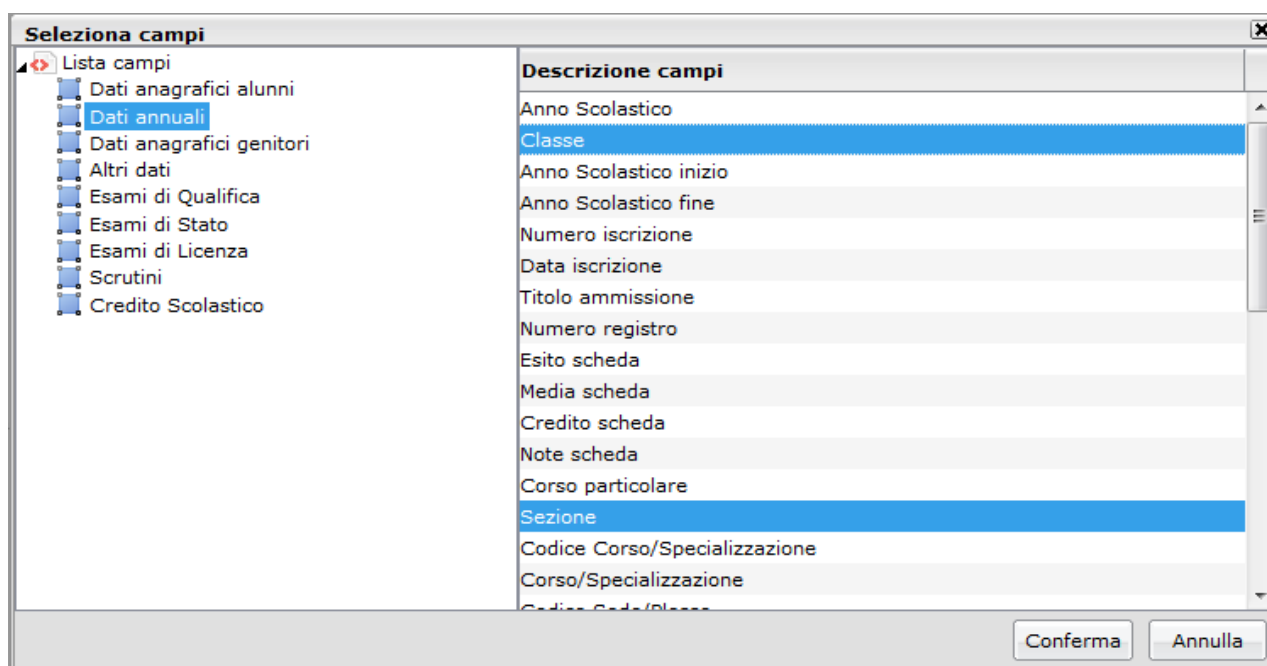 Seleziona campi
Lista campi
Dati anagrafici alunni
Dati annuali
Dati anagrafici genitori
Altri dati
Esami di Qualifica
Esami di Stato
Esami di Licenza
Scrutini
Credito Scolastico
Descrizione campi
Anno Scolastico
Classe
Anno Scolastico inizio
Anno Scolastico fine
Numero iscrizione
Data iscrizione
Titolo ammissione
Numero registro
Esito scheda
Media scheda
Credito scheda
Note scheda
Corso particolare
Sezione
Codice Corso/Specializzazione
Corso/Specializzazione
Codice Sede/Plesso
Conferma Annulla